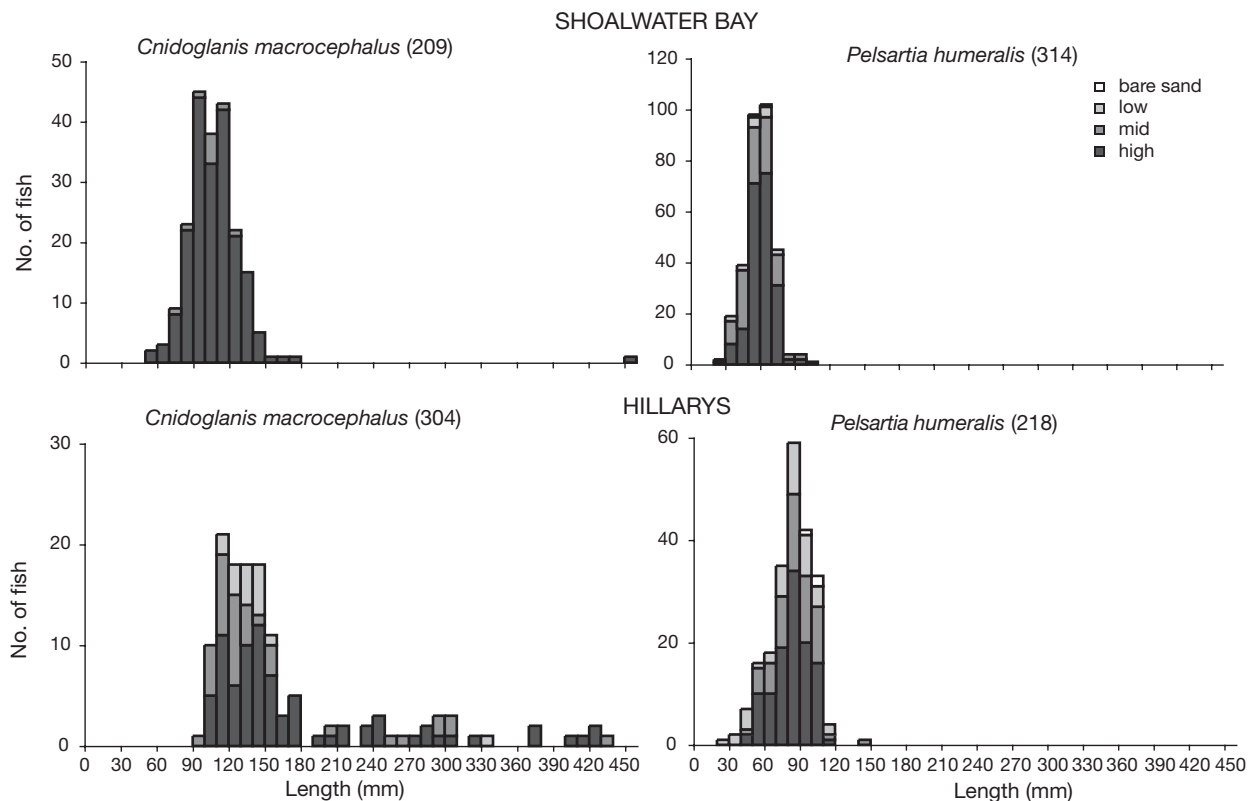 SHOALWATER BAY
Cnidoglanis macrocephalus (209)
Pelsartia humeralis (314)
50
40
30
20
10
0
No. of fish
120
100
80
60
40
20
0
bare sand
low
mid
high
HILLARYS
Cnidoglanis macrocephalus (304)
Pelsartia humeralis (218)
30
20
10
0
No. of fish
60
40
20
0
0 30 60 90 120 150 180 210 240 270 300 330 360 390 420 450
Length (mm)
0 30 60 90 120 150 180 210 240 270 300 330 360 390 420 450
Length (mm)